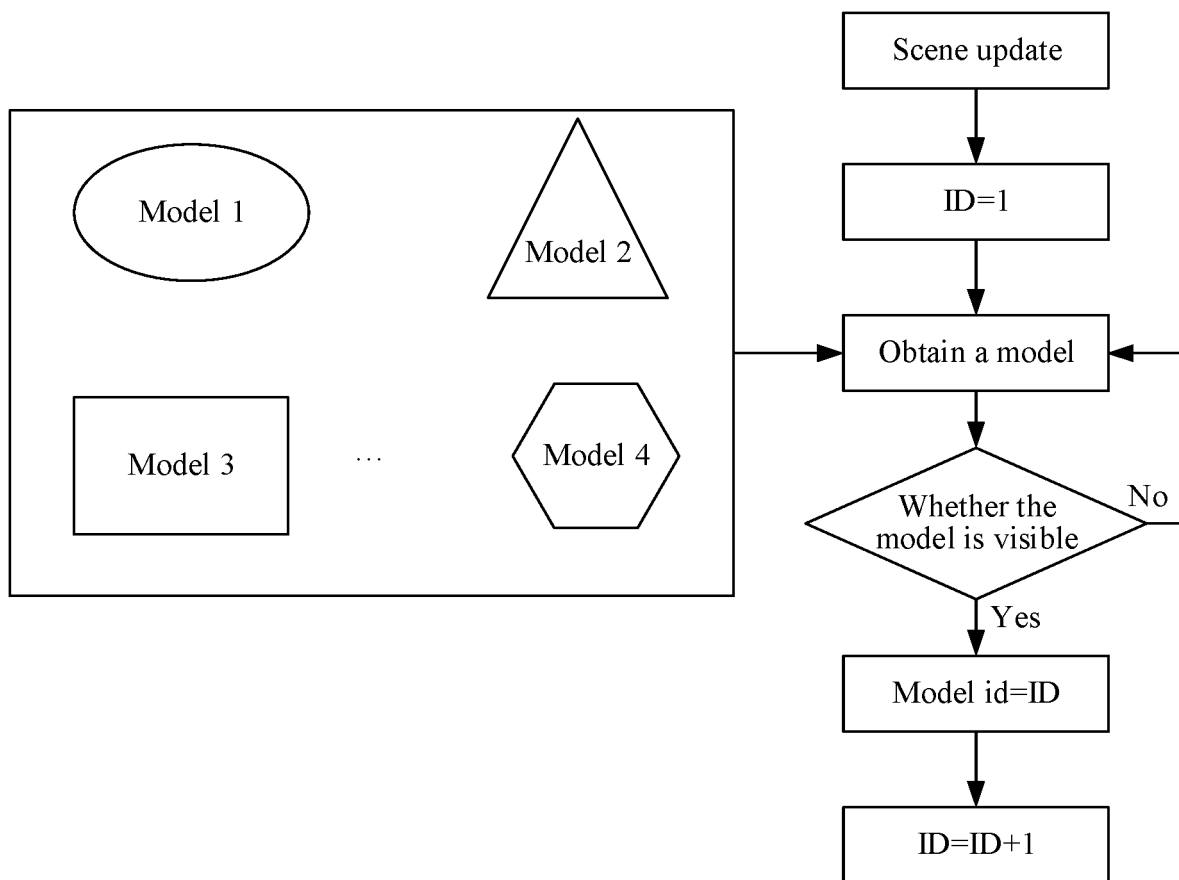 Scene update
ID=1
Model 1
Model 2
Obtain a model
Model 3
...
Model 4
No
Whether the
model is visible
Yes
Model id=ID
ID=ID+1